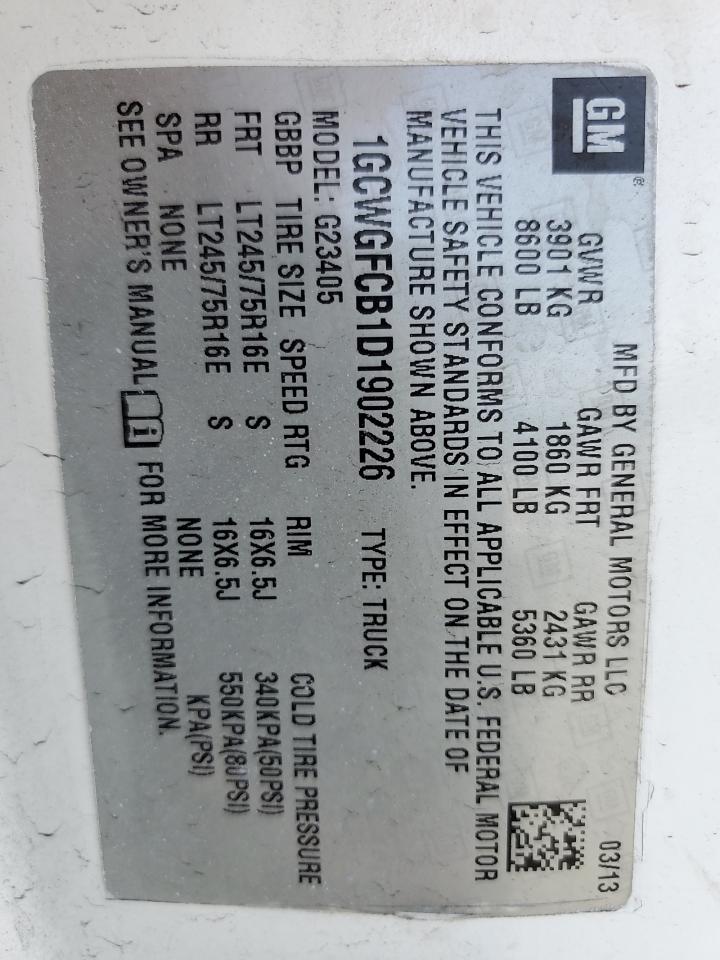 GM ®
MFD BY GENERAL MOTORS LLC 03/13
GVWR GAWR FRT GAWR RR
3901 KG 1860 KG 2431 KG
8600 LB 4100 LB 5360 LB
THIS VEHICLE CONFORMS TO ALL APPLICABLE U.S. FEDERAL MOTOR
VEHICLE SAFETY STANDARDS IN EFFECT ON THE DATE OF
MANUFACTURE SHOWN ABOVE.
1GCWGFCB1D1902226 TYPE: TRUCK
MODEL: G23405
GBBP TIRE SIZE SPEED RTG RIM COLD TIRE PRESSURE
FRT LT245/75R16E S 16X6.5J 340KPA(50PSI)
RR LT245/75R16E S 16X6.5J 550KPA(80PSI)
SPA NONE NONE KPA(PSI)
SEE OWNER'S MANUAL i FOR MORE INFORMATION.